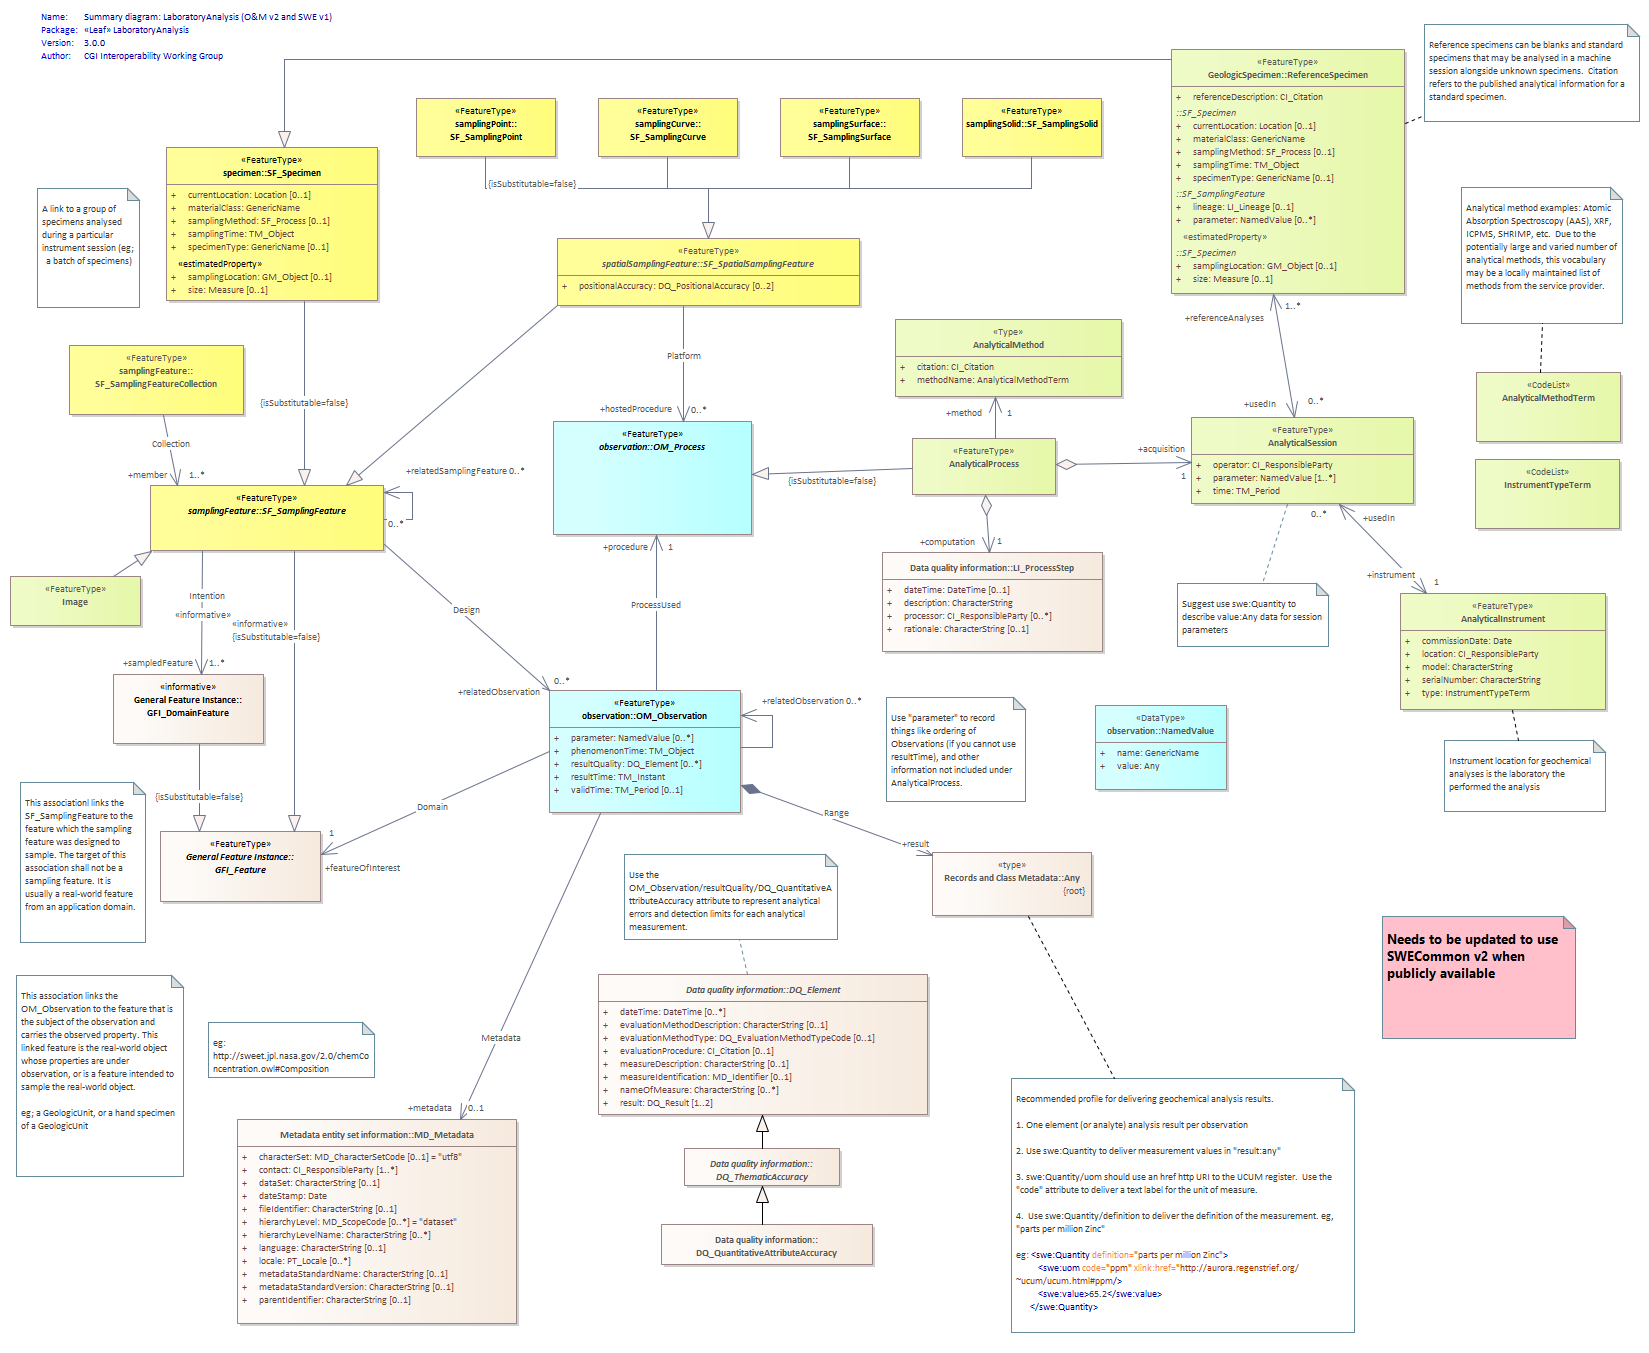 Name: Summary diagram: LaboratoryAnalysis (O&M v2 and SWE v1)
Package: «Leaf» LaboratoryAnalysis
Version: 3.0.0
Author: CGI Interoperability Working Group
«FeatureType»
GeologicSpecimen::ReferenceSpecimen
+ referenceDescription: CI_Citation
::SF_Specimen
+ currentLocation: Location [0..1]
+ materialClass: GenericName
+ samplingMethod: SF_Process [0..1]
+ samplingTime: TM_Object
+ specimenType: GenericName [0..1]
::SF_SamplingFeature
+ lineage: LI_Lineage [0..1]
+ parameter: NamedValue [0..*]
«estimatedProperty»
::SF_Specimen
+ samplingLocation: GM_Object [0..1]
+ size: Measure [0..1]
Reference specimens can be blanks and standard
specimens that may be analysed in a machine
session alongside unknown specimens. Citation
refers to the published analytical information for a
standard specimen.
«FeatureType»
samplingPoint::
SF_SamplingPoint
«FeatureType»
samplingCurve::
SF_SamplingCurve
«FeatureType»
samplingSurface::
SF_SamplingSurface
«FeatureType»
samplingSolid::SF_SamplingSolid
{isSubstitutable=false}
«FeatureType»
specimen::SF_Specimen
+ currentLocation: Location [0..1]
+ materialClass: GenericName
+ samplingMethod: SF_Process [0..1]
+ samplingTime: TM_Object
+ specimenType: GenericName [0..1]
«estimatedProperty»
+ samplingLocation: GM_Object [0..1]
+ size: Measure [0..1]
A link to a group of
specimens analysed
during a particular
instrument session (eg;
a batch of specimens)
Analytical method examples: Atomic
Absorption Spectroscopy (AAS), XRF,
ICPMS, SHRIMP, etc. Due to the
potentially large and varied number of
analytical methods, this vocabulary
may be a locally maintained list of
methods from the service provider.
«FeatureType»
spatialSamplingFeature::SF_SpatialSamplingFeature
+ positionalAccuracy: DQ_PositionalAccuracy [0..2]
+referenceAnalyses 1..*
«Type»
AnalyticalMethod
+ citation: CI_Citation
+ methodName: AnalyticalMethodTerm
Platform
«FeatureType»
samplingFeature::
SF_SamplingFeatureCollection
{isSubstitutable=false}
+hostedProcedure 0..*
+method 1
+usedIn 0..*
«CodeList»
AnalyticalMethodTerm
Collection
+member 1..*
«FeatureType»
observation::OM_Process
«FeatureType»
AnalyticalProcess
{isSubstitutable=false}
+acquisition
1
«FeatureType»
AnalyticalSession
+ operator: CI_ResponsibleParty
+ parameter: NamedValue [1..*]
+ time: TM_Period
«CodeList»
InstrumentTypeTerm
+relatedSamplingFeature 0..*
0..*
«FeatureType»
samplingFeature::SF_SamplingFeature
0..*
+usedIn
+procedure 1
+computation 1
Data quality information::LI_ProcessStep
+ dateTime: DateTime [0..1]
+ description: CharacterString
+ processor: CI_ResponsibleParty [0..*]
+ rationale: CharacterString [0..1]
+instrument 1
«FeatureType»
Image
Intention
«informative»
«informative»
{isSubstitutable=false}
Design
ProcessUsed
Suggest use swe:Quantity to
describe value:Any data for session
parameters
«FeatureType»
AnalyticalInstrument
+ commissionDate: Date
+ location: CI_ResponsibleParty
+ model: CharacterString
+ serialNumber: CharacterString
+ type: InstrumentTypeTerm
+sampledFeature 1..*
«informative»
General Feature Instance::
GFI_DomainFeature
+relatedObservation
0..*
«FeatureType»
observation::OM_Observation
+ parameter: NamedValue [0..*]
+ phenomenonTime: TM_Object
+ resultQuality: DQ_Element [0..*]
+ resultTime: TM_Instant
+ validTime: TM_Period [0..1]
+relatedObservation 0..*
Use "parameter" to record
things like ordering of
Observations (if you cannot use
resultTime), and other
information not included under
AnalyticalProcess.
«DataType»
observation::NamedValue
+ name: GenericName
+ value: Any
Instrument location for geochemical
analyses is the laboratory the
performed the analysis
{isSubstitutable=false}
This associationl links the
SF_SamplingFeature to the
feature which the sampling
feature was designed to
sample. The target of this
association shall not be a
sampling feature. It is
usually a real-world feature
from an application domain.
Domain
1
+featureOfInterest
«FeatureType»
General Feature Instance::
GFI_Feature
Range
+result
«type»
Records and Class Metadata::Any
{root}
Use the
OM_Observation/resultQuality/DQ_QuantitativeA
ttributeAccuracy attribute to represent analytical
errors and detection limits for each analytical
measurement.
Needs to be updated to use
SWECommon v2 when
publicly available
This association links the
OM_Observation to the feature that is
the subject of the observation and
carries the observed property. This
linked feature is the real-world object
whose properties are under
observation, or is a feature intended to
sample the real-world object.
eg; a GeologicUnit, or a hand specimen
of a GeologicUnit
eg:
http://sweet.jpl.nasa.gov/2.0/chemCo
ncentration.owl#Composition
Metadata
+metadata 0..1
Data quality information::DQ_Element
+ dateTime: DateTime [0..*]
+ evaluationMethodDescription: CharacterString [0..1]
+ evaluationMethodType: DQ_EvaluationMethodTypeCode [0..1]
+ evaluationProcedure: CI_Citation [0..1]
+ measureDescription: CharacterString [0..1]
+ measureIdentification: MD_Identifier [0..1]
+ nameOfMeasure: CharacterString [0..*]
+ result: DQ_Result [1..2]
Metadata entity set information::MD_Metadata
+ characterSet: MD_CharacterSetCode [0..1] = "utf8"
+ contact: CI_ResponsibleParty [1..*]
+ dataSet: CharacterString [0..1]
+ dateStamp: Date
+ fileIdentifier: CharacterString [0..1]
+ hierarchyLevel: MD_ScopeCode [0..*] = "dataset"
+ hierarchyLevelName: CharacterString [0..*]
+ language: CharacterString [0..1]
+ locale: PT_Locale [0..*]
+ metadataStandardName: CharacterString [0..1]
+ metadataStandardVersion: CharacterString [0..1]
+ parentIdentifier: CharacterString [0..1]
Data quality information::
DQ_ThematicAccuracy
Data quality information::
DQ_QuantitativeAttributeAccuracy
Recommended profile for delivering geochemical analysis results.
1. One element (or analyte) analysis result per observation
2. Use swe:Quantity to deliver measurement values in "result:any"
3. swe:Quantity/uom should use an href http URI to the UCUM register. Use the
"code" attribute to deliver a text label for the unit of measure.
4. Use swe:Quantity/definition to deliver the definition of the measurement. eg,
"parts per million Zinc"
eg: <swe:Quantity definition="parts per million Zinc">
<swe:uom code="ppm" xlink:href="http://aurora.regenstrief.org/
~ucum/ucum.html#ppm/>
<swe:value>65.2</swe:value>
</swe:Quantity>